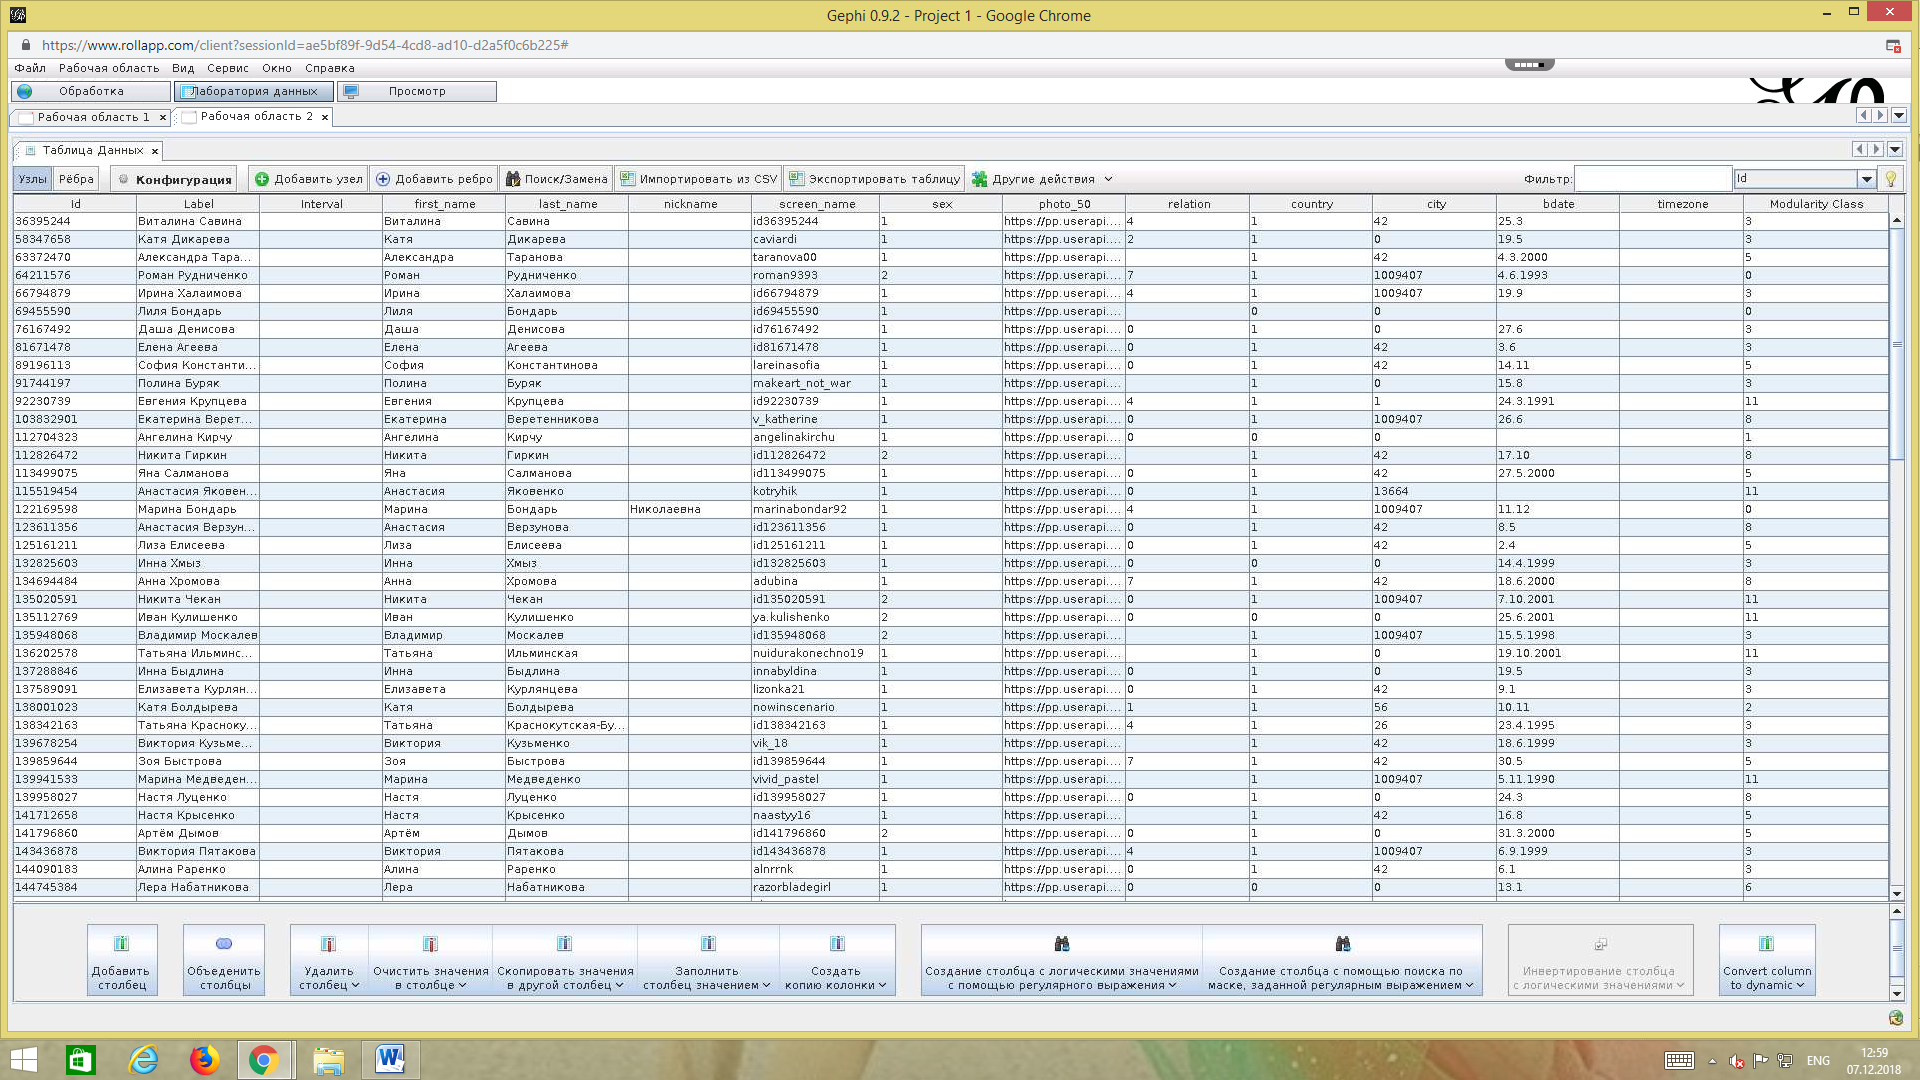 Gephi 0.9.2 - Project 1 - Google Chrome
https://www.rollapp.com/client?sessionId=ae5bf89f-9d54-4cd8-ad10-d2a5f0c6b225#
Файл Рабочая область Вид Сервис Окно Справка
Обработка Лаборатория данных Просмотр
Рабочая область 1 Рабочая область 2
Таблица Данных
Узлы Рёбра Конфигурация Добавить узел Добавить ребро Поиск/Замена Импортировать из CSV Экспортировать таблицу Другие действия Фильтр: Id
Id Label Interval first_name last_name nickname screen_name sex photo_50 relation country city bdate timezone Modularity Class
36395244 Виталина Савина Виталина Савина id36395244 1 https://pp.userapi.... 4 1 42 25.3 3
58347658 Катя Дикарева Катя Дикарева caviardi 1 https://pp.userapi.... 2 1 0 19.5 3
63372470 Александра Тара... Александра Таранова taranova00 1 https://pp.userapi.... 1 42 4.3.2000 5
64211576 Роман Рудниченко Роман Рудниченко roman9393 2 https://pp.userapi.... 7 1 1009407 4.6.1993 0
66794879 Ирина Халаимова Ирина Халаимова id66794879 1 https://pp.userapi.... 4 1 1009407 19.9 3
69455590 Лиля Бондарь Лиля Бондарь id69455590 1 https://pp.userapi.... 0 0 0
76167492 Даша Денисова Даша Денисова id76167492 1 https://pp.userapi.... 0 1 0 27.6 3
81671478 Елена Агеева Елена Агеева id81671478 1 https://pp.userapi.... 0 1 42 3.6 3
89196113 София Константи... София Константинова lareinasofia 1 https://pp.userapi.... 0 1 42 14.11 5
91744197 Полина Буряк Полина Буряк makeart_not_war 1 https://pp.userapi.... 1 0 15.8 3
92230739 Евгения Крупцева Евгения Крупцева id92230739 1 https://pp.userapi.... 4 1 1 24.3.1991 11
103832901 Екатерина Верет... Екатерина Веретенникова v_katherine 1 https://pp.userapi.... 0 1 1009407 26.6 8
112704323 Ангелина Кирчу Ангелина Кирчу angelinakirchu 1 https://pp.userapi.... 0 0 0 1
112826472 Никита Гиркин Никита Гиркин id112826472 2 https://pp.userapi.... 1 42 17.10 8
113499075 Яна Салманова Яна Салманова id113499075 1 https://pp.userapi.... 0 1 42 27.5.2000 5
115519454 Анастасия Яковен... Анастасия Яковенко kotryhik 1 https://pp.userapi.... 0 1 13664 11
122169598 Марина Бондарь Марина Бондарь Николаевна marinabondar92 1 https://pp.userapi.... 4 1 1009407 11.12 0
123611356 Анастасия Верзун... Анастасия Верзунова id123611356 1 https://pp.userapi.... 0 1 42 8.5 8
125161211 Лиза Елисеева Лиза Елисеева id125161211 1 https://pp.userapi.... 0 1 42 2.4 5
132825603 Инна Хмыз Инна Хмыз id132825603 1 https://pp.userapi.... 0 0 0 14.4.1999 3
134694484 Анна Хромова Анна Хромова adubina 1 https://pp.userapi.... 7 1 42 18.6.2000 8
135020591 Никита Чекан Никита Чекан id135020591 2 https://pp.userapi.... 0 1 1009407 7.10.2001 11
135112769 Иван Кулишенко Иван Кулишенко ya.kulishenko 2 https://pp.userapi.... 0 0 0 25.6.2001 11
135948068 Владимир Москалев Владимир Москалев id135948068 2 https://pp.userapi.... 1 1009407 15.5.1998 3
136202578 Татьяна Ильминс... Татьяна Ильминская nuidurakonechno19 1 https://pp.userapi.... 1 0 19.10.2001 11
137288846 Инна Быдлина Инна Быдлина innabyldina 1 https://pp.userapi.... 0 1 0 19.5 3
137589091 Елизавета Курлян... Елизавета Курлянцева lizonka21 1 https://pp.userapi.... 0 1 42 9.1 3
138001023 Катя Болдырева Катя Болдырева nowinscenario 1 https://pp.userapi.... 1 1 56 10.11 2
138342163 Татьяна Красноку... Татьяна Краснокутская-Бу... id138342163 1 https://pp.userapi.... 4 1 26 23.4.1995 3
139678254 Виктория Кузьме... Виктория Кузьменко vik_18 1 https://pp.userapi.... 1 42 18.6.1999 3
139859644 Зоя Быстрова Зоя Быстрова id139859644 1 https://pp.userapi.... 7 1 42 30.5 5
139941533 Марина Медведен... Марина Медведенко vivid_pastel 1 https://pp.userapi.... 1 1009407 5.11.1990 11
139958027 Настя Луценко Настя Луценко id139958027 1 https://pp.userapi.... 0 1 0 24.3 8
141712658 Настя Крысенко Настя Крысенко naastyy16 1 https://pp.userapi.... 1 42 16.8 5
141796860 Артём Дымов Артём Дымов id141796860 2 https://pp.userapi.... 0 1 0 31.3.2000 5
143436878 Виктория Пятакова Виктория Пятакова id143436878 1 https://pp.userapi.... 4 1 1009407 6.9.1999 3
144090183 Алина Раренко Алина Раренко alnrrnk 1 https://pp.userapi.... 0 1 42 6.1 3
144745384 Лера Набатникова Лера Набатникова razorbladegirl 1 https://pp.userapi.... 0 0 0 13.1 6
Добавить столбец
Объеденить столбцы
Удалить столбец
Очистить значения в столбце
Скопировать значения в другой столбец
Заполнить столбец значением
Создать копию колонки
Создание столбца с логическими значениями с помощью регулярного выражения
Создание столбца с помощью поиска по маске, заданной регулярным выражением
Инвертирование столбца с логическими значениями
Convert column to dynamic
ENG
12:59
07.12.2018